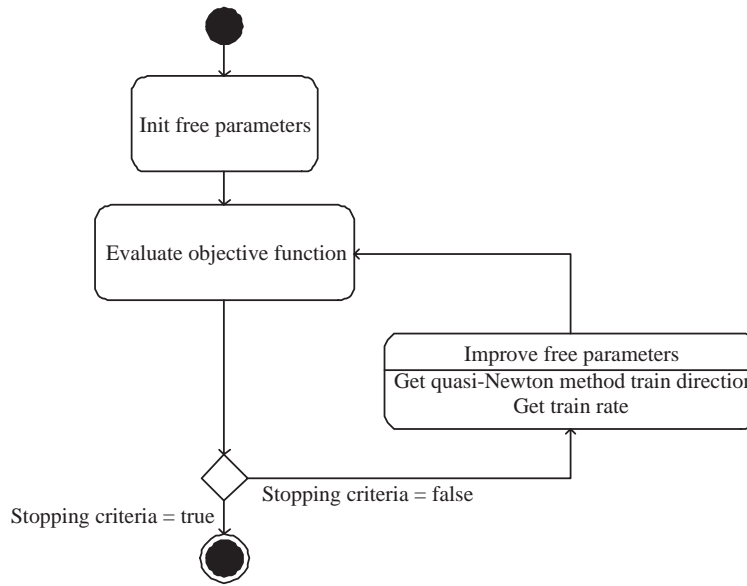 Init free parameters
Evaluate objective function
Improve free parameters
Get quasi-Newton method train direction
Get train rate
Stopping criteria = false
Stopping criteria = true